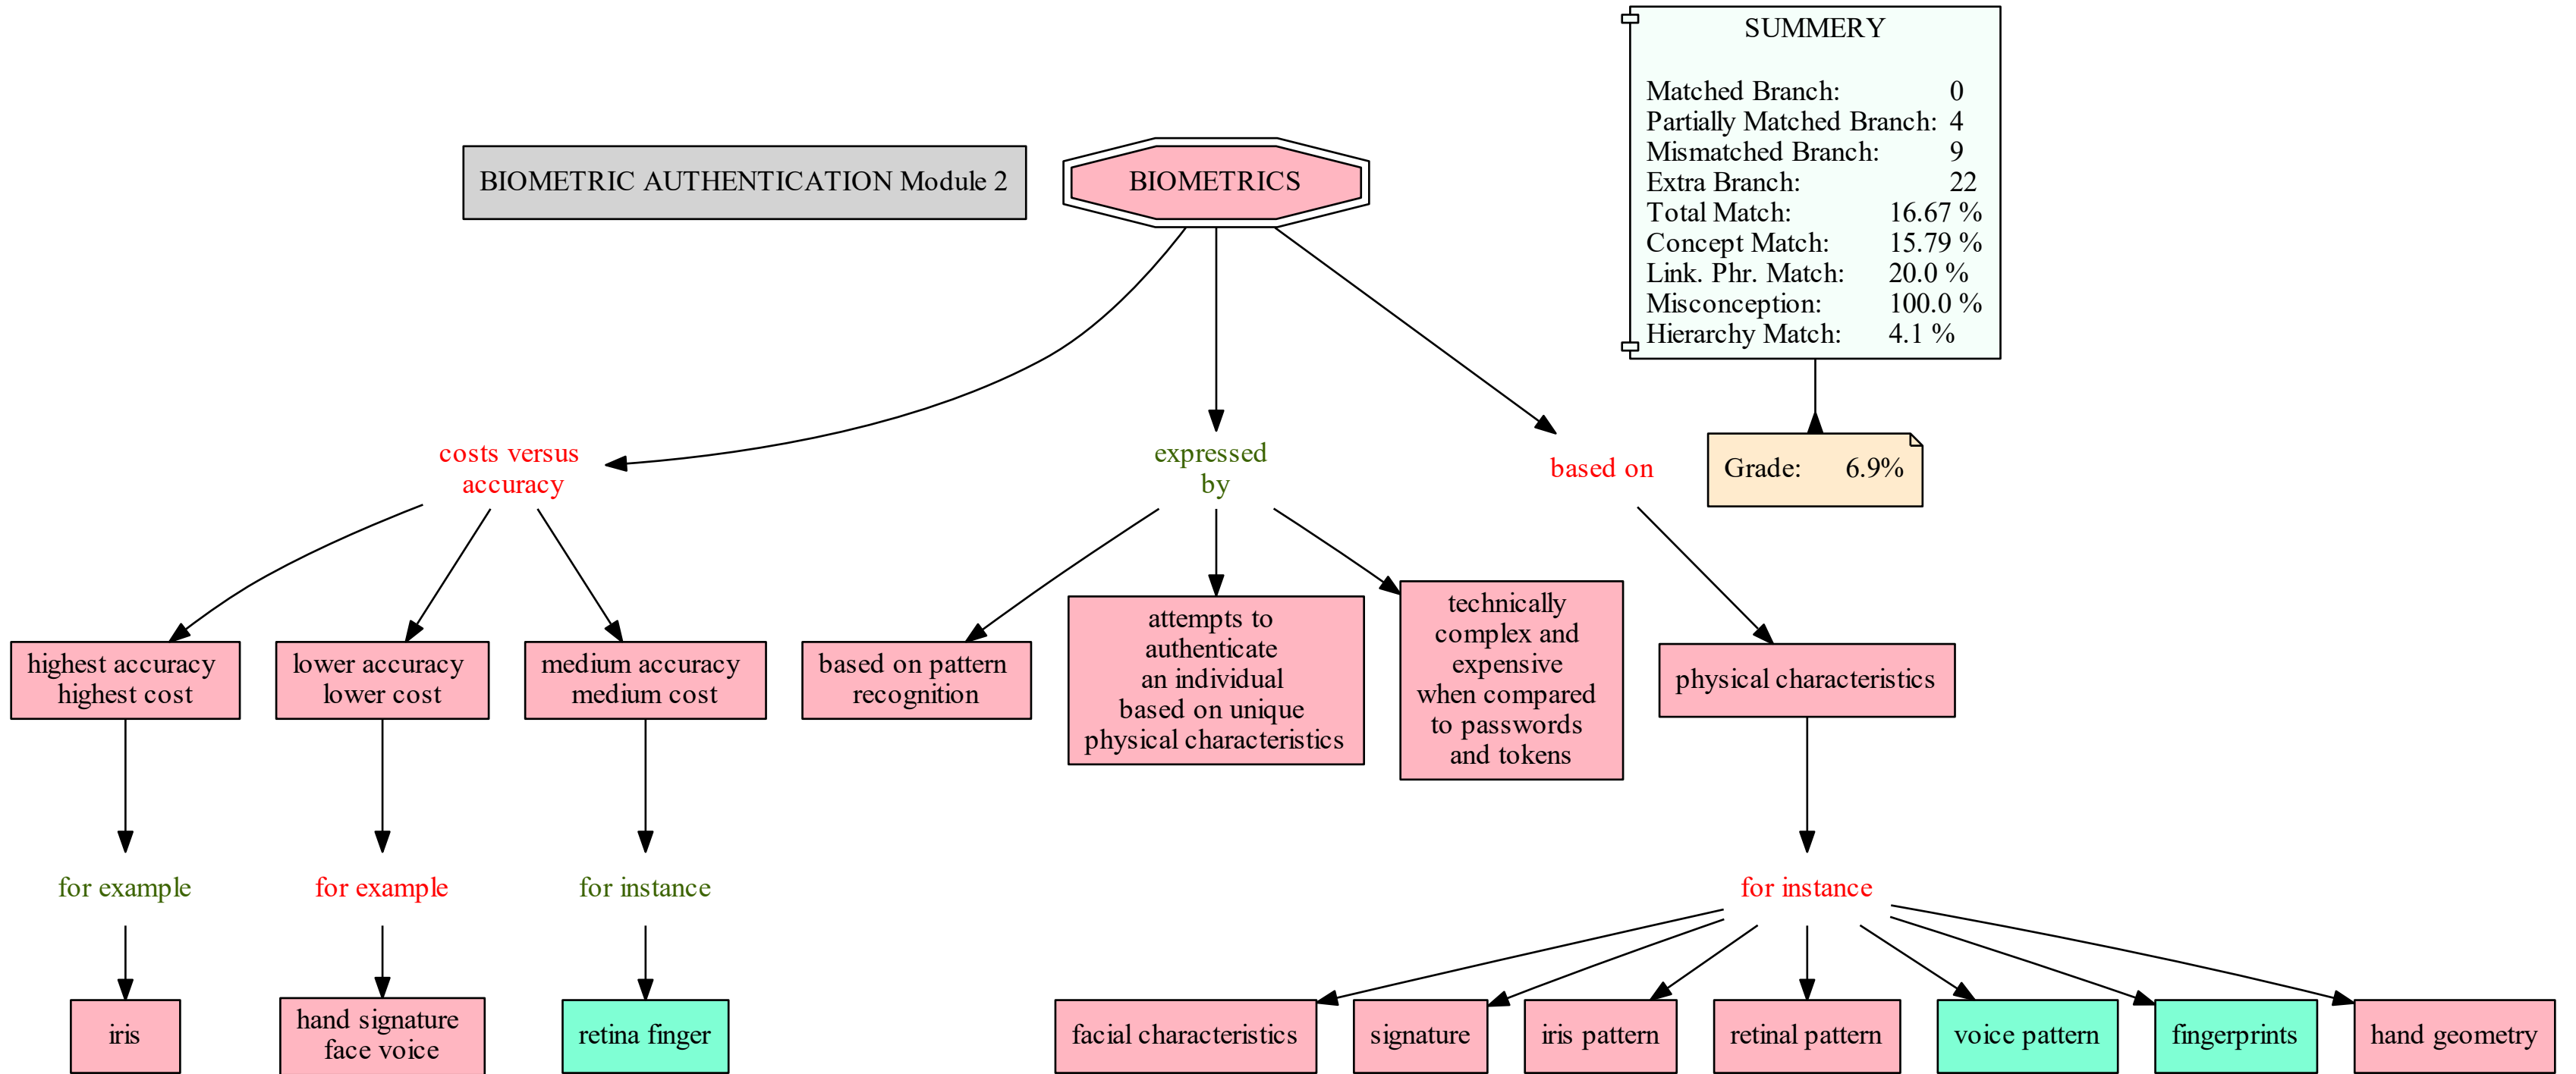 SUMMERY
Matched Branch: 0
Partially Matched Branch: 4
Mismatched Branch: 9
Extra Branch: 22
Total Match: 16.67 %
Concept Match: 15.79 %
Link. Phr. Match: 20.0 %
Misconception: 100.0 %
Hierarchy Match: 4.1 %
BIOMETRIC AUTHENTICATION Module 2
BIOMETRICS
costs versus
accuracy
expressed
by
based on
Grade: 6.9%
highest accuracy
highest cost
lower accuracy
lower cost
medium accuracy
medium cost
based on pattern
recognition
attempts to
authenticate
an individual
based on unique
physical characteristics
technically
complex and
expensive
when compared
to passwords
and tokens
physical characteristics
for example
for example
for instance
for instance
iris
hand signature
face voice
retina finger
facial characteristics
signature
iris pattern
retinal pattern
voice pattern
fingerprints
hand geometry